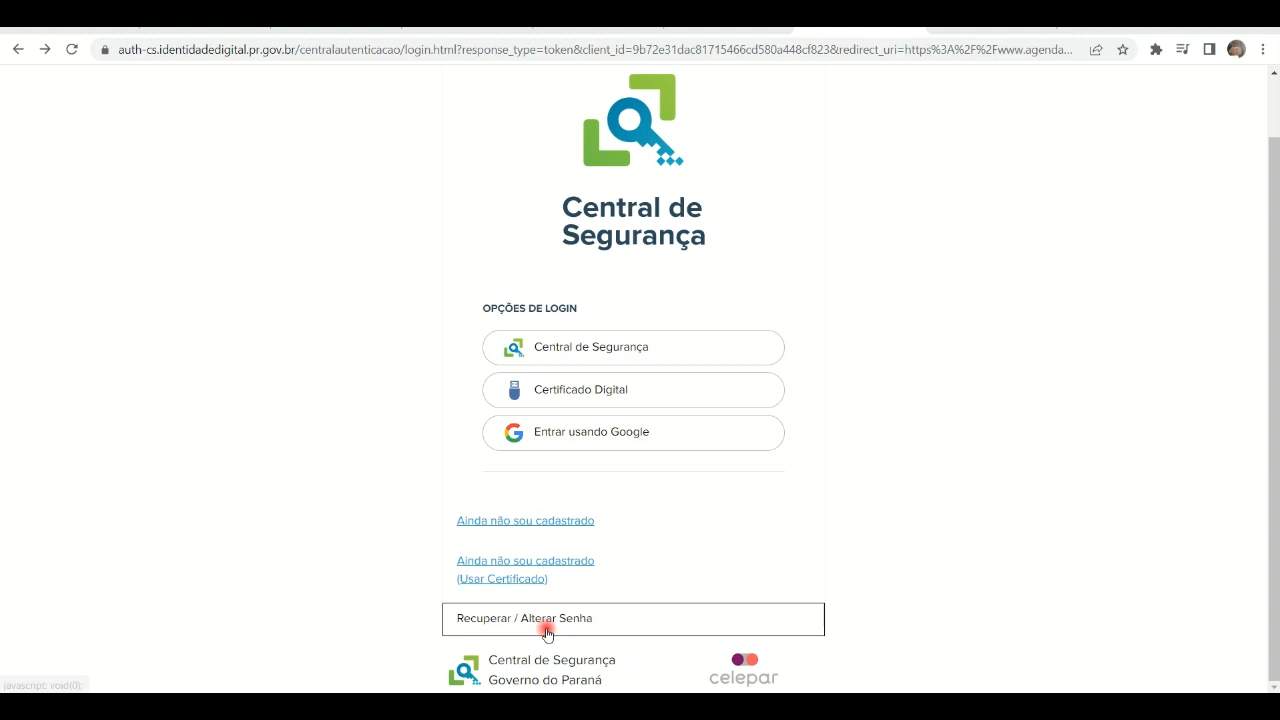 auth-cs.identidadedigital.pr.gov.br/centralautenticacao/login.html?response_type=token&client_id=9b72e31dac81715466cd580a448cf823&redirect_uri=https%3A%2F%2Fwww.agenda...
Central de
Segurança
OPÇÕES DE LOGIN
Central de Segurança
Certificado Digital
Entrar usando Google
Ainda não sou cadastrado
Ainda não sou cadastrado
(Usar Certificado)
Recuperar / Alterar Senha
Central de Segurança
Governo do Paraná
celepar
javascript: void(0);